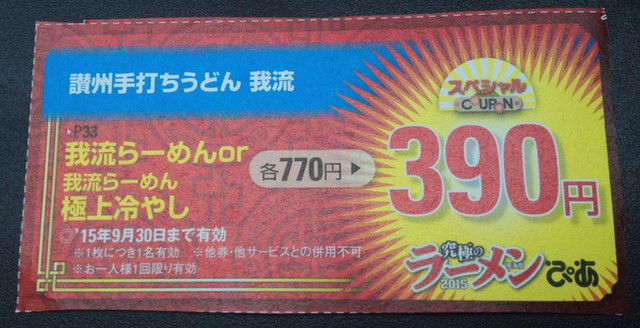 讃州手打ちうどん 我流
スペシャル
COUPON
▶P33
我流らーめんor
我流らーめん
極上冷やし
各770円▶
390円
◎'15年9月30日まで有効
※1枚につき1名有効 ※他券・他サービスとの併用不可
※お一人様1回限り有効
究極の
ラーメン
2015
ぴあ